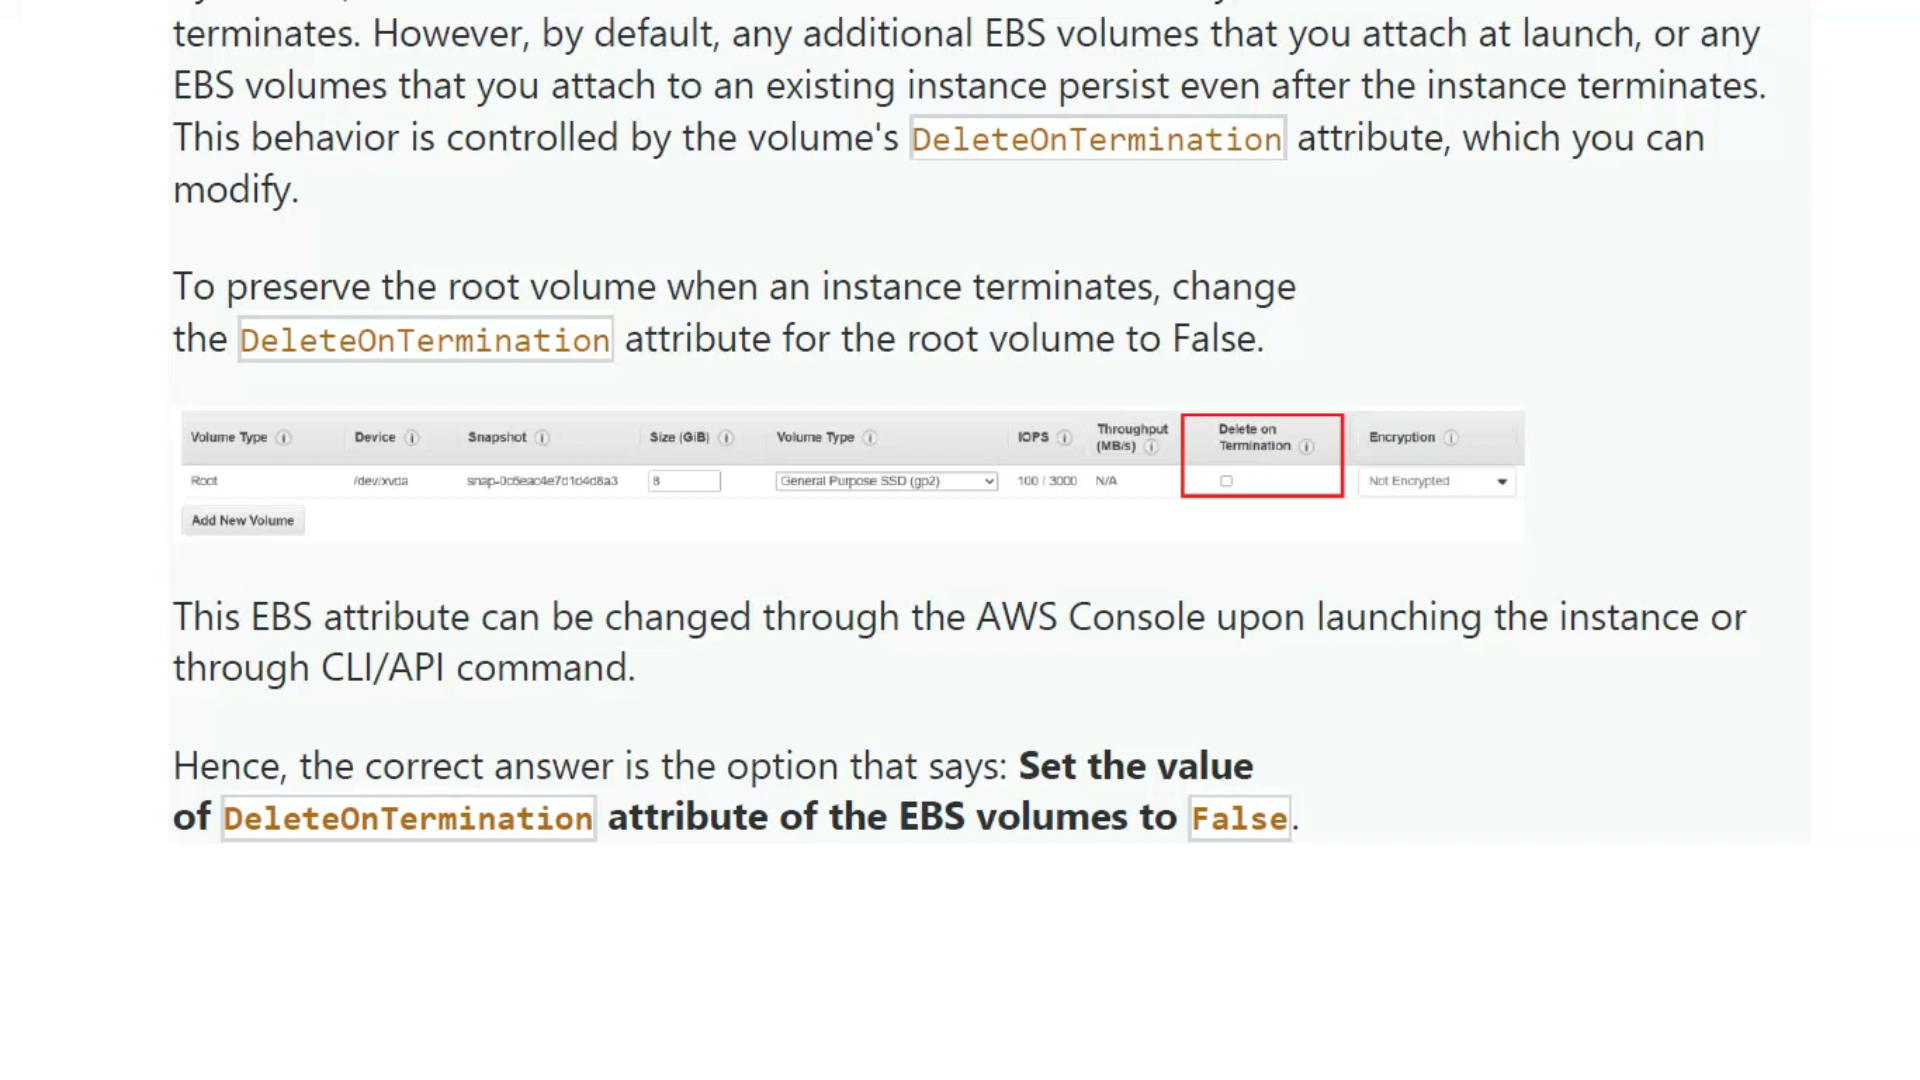 terminates. However, by default, any additional EBS volumes that you attach at launch, or any
EBS volumes that you attach to an existing instance persist even after the instance terminates.
This behavior is controlled by the volume's DeleteOnTermination attribute, which you can
modify.
To preserve the root volume when an instance terminates, change
the DeleteOnTermination attribute for the root volume to False.
Volume Type Device Snapshot Size (GiB) Volume Type IOPS Throughput (MB/s) Delete on Termination Encryption
Root /dev/xvda snap-0c6eac4e7d1d4d8a3 8 General Purpose SSD (gp2) 100 / 3000 N/A Not Encrypted
Add New Volume
This EBS attribute can be changed through the AWS Console upon launching the instance or
through CLI/API command.
Hence, the correct answer is the option that says: Set the value
of DeleteOnTermination attribute of the EBS volumes to False.